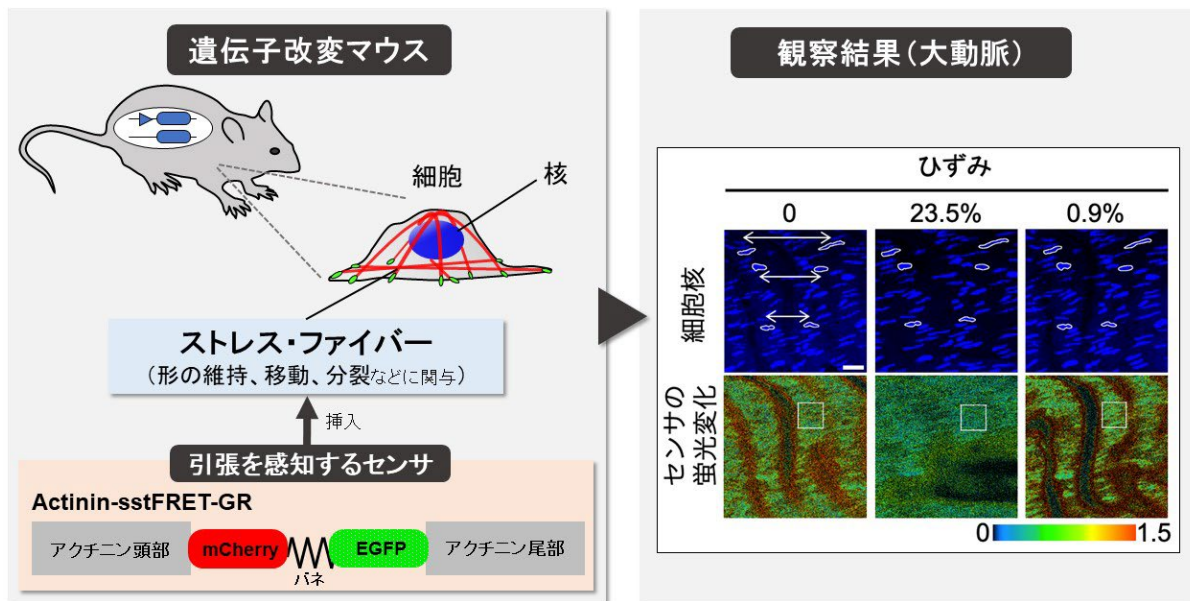 遺伝子改変マウス
細胞
核
ストレス・ファイバー
(形の維持、移動、分裂などに関与)
挿入
引張を感知するセンサ
Actinin-sstFRET-GR
アクチニン頭部
mCherry
バネ
EGFP
アクチニン尾部
観察結果(大動脈)
ひずみ
0
23.5%
0.9%
細胞核
センサの
蛍光変化
0
1.5